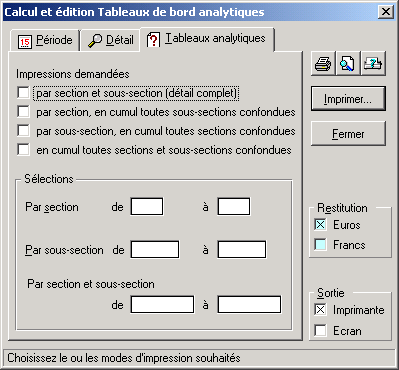 Calcul et édition Tableaux de bord analytiques
15 Période Détail ? Tableaux analytiques
Impressions demandées
par section et sous-section (détail complet)
par section, en cumul toutes sous-sections confondues
par sous-section, en cumul toutes sections confondues
en cumul toutes sections et sous-sections confondues
Sélections
Par section de à
Par sous-section de à
Par section et sous-section
de à
?
Imprimer...
Fermer
Restitution
Euros
Francs
Sortie
Imprimante
Ecran
Choisissez le ou les modes d'impression souhaités